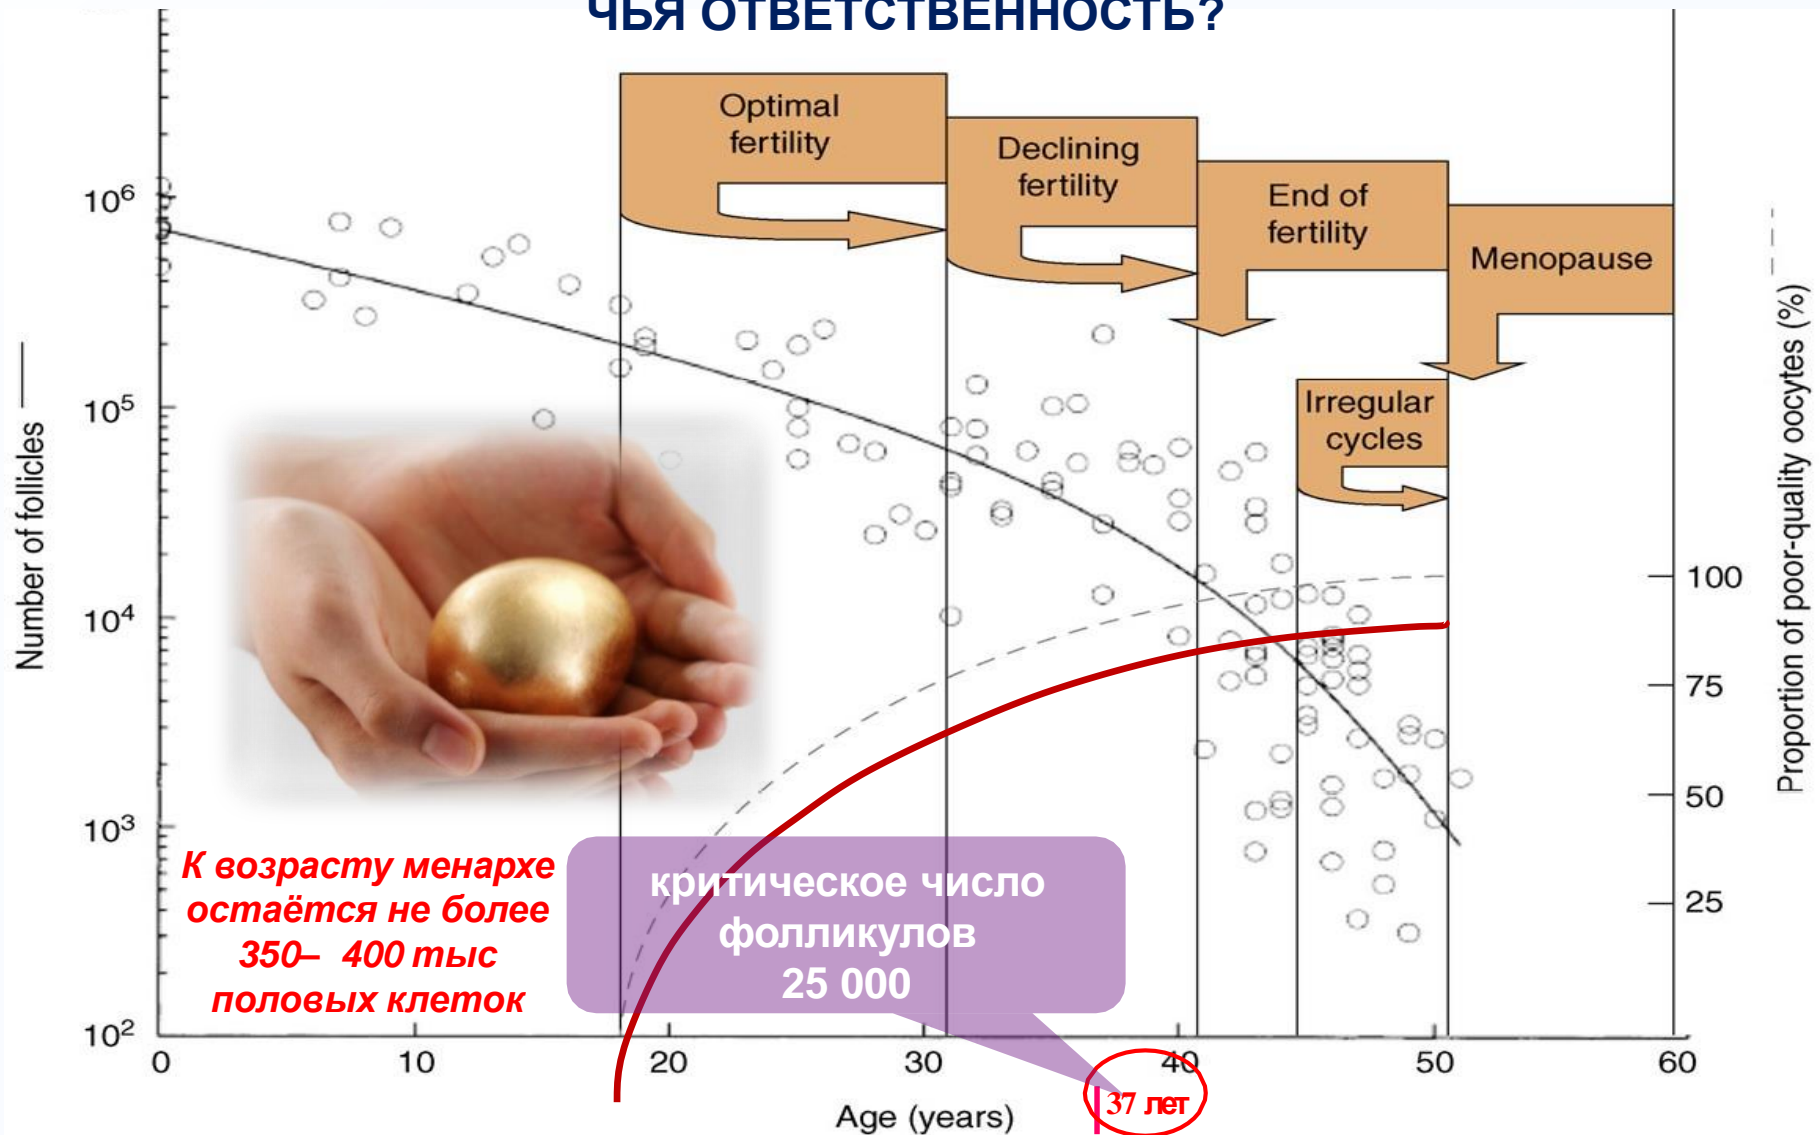 ЧЬЯ ОТВЕТСТВЕННОСТЬ?
Optimal
fertility
Declining
fertility
End of
fertility
Menopause
Irregular
cycles
Number of follicles
10⁶
10⁵
10⁴
10³
10²
Proportion of poor-quality oocytes (%)
100
75
50
25
К возрасту менархе
остаётся не более
350– 400 тыс
половых клеток
критическое число
фолликулов
25 000
0
10
20
30
40
50
60
37 лет
Age (years)